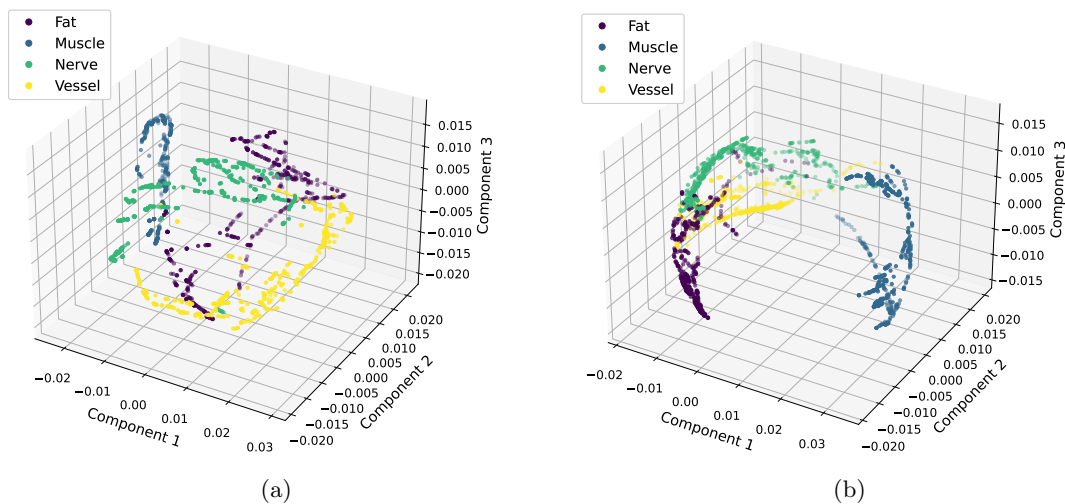 Fat
Muscle
Nerve
Vessel
0.015
0.010
0.005
0.000
−0.005
−0.010
−0.015
−0.020
Component 3
0.020
0.015
0.010
0.005
0.000
−0.005
−0.010
−0.015
−0.020
Component 2
−0.02
−0.01
0.00
0.01
0.02
0.03
Component 1
(a)
Fat
Muscle
Nerve
Vessel
0.015
0.010
0.005
0.000
−0.005
−0.010
−0.015
Component 3
0.020
0.015
0.010
0.005
0.000
−0.005
−0.010
−0.015
−0.020
Component 2
−0.02
−0.01
0.00
0.01
0.02
0.03
Component 1
(b)